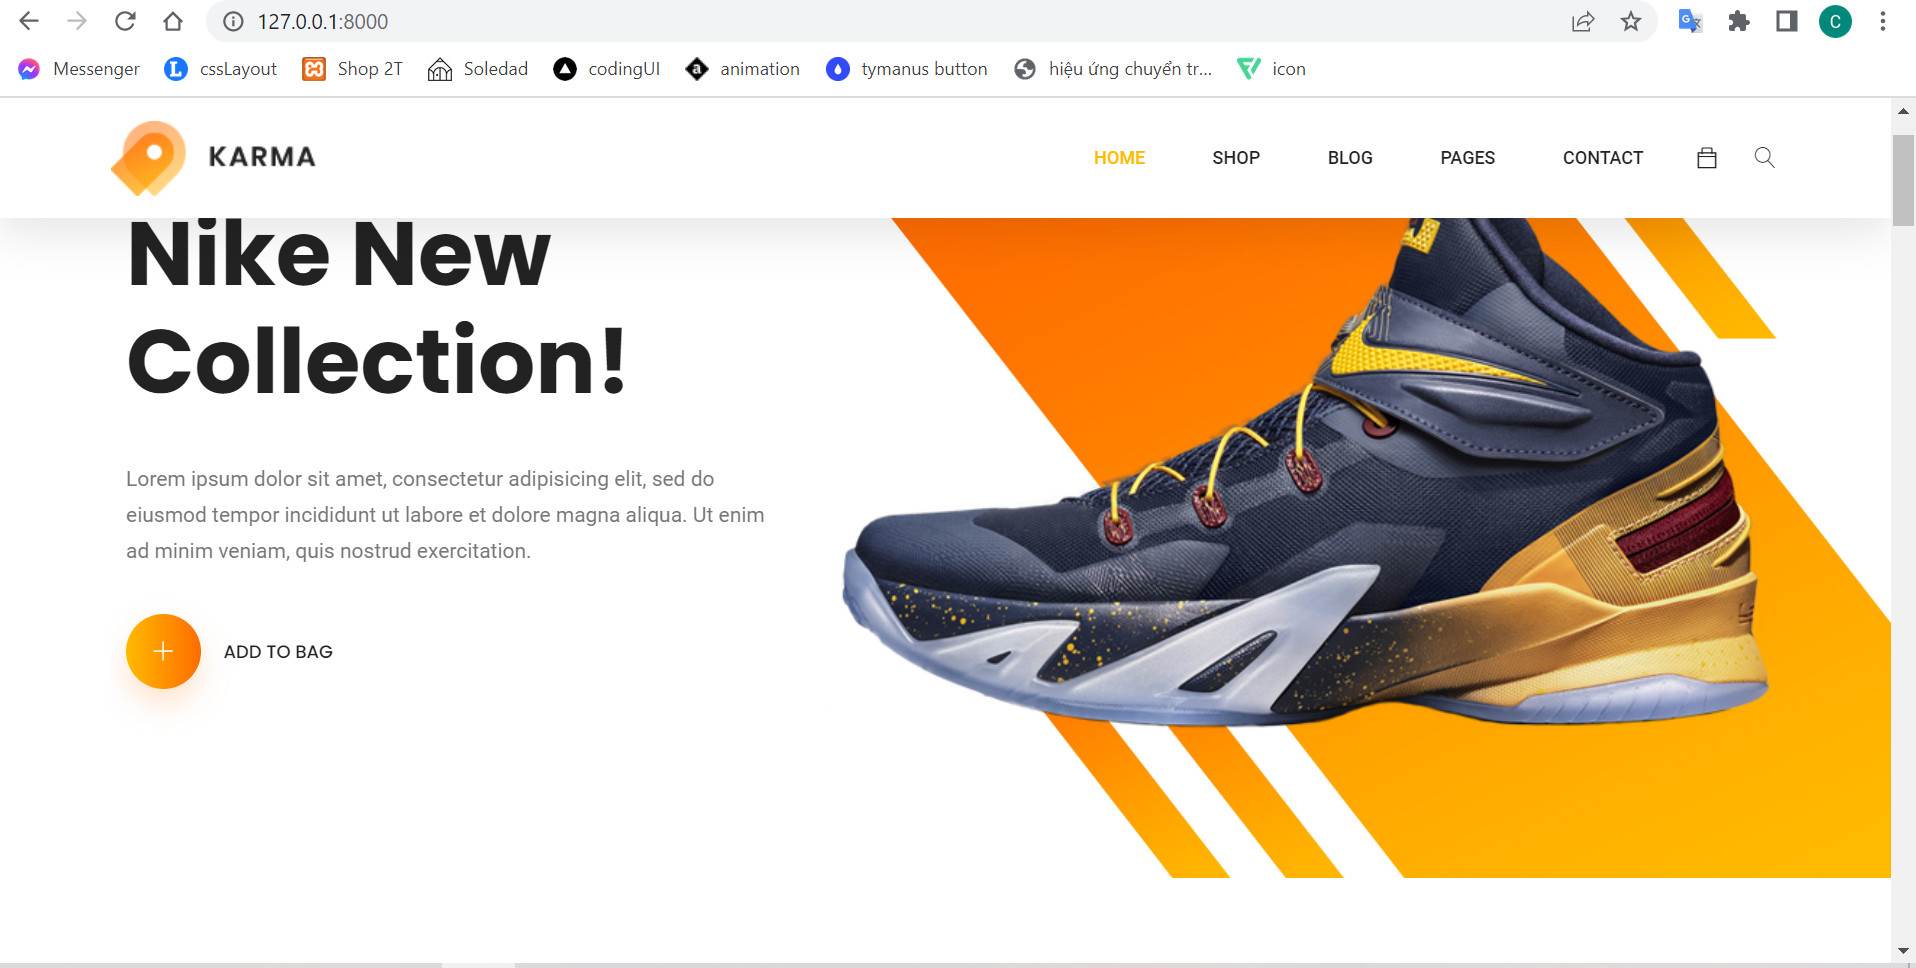 127.0.0.1:8000
C
Messenger cssLayout Shop 2T Soledad codingUI animation tymanus button hiệu ứng chuyển tr... icon
KARMA HOME SHOP BLOG PAGES CONTACT
Nike New
Collection!
Lorem ipsum dolor sit amet, consectetur adipisicing elit, sed do
eiusmod tempor incididunt ut labore et dolore magna aliqua. Ut enim
ad minim veniam, quis nostrud exercitation.
ADD TO BAG